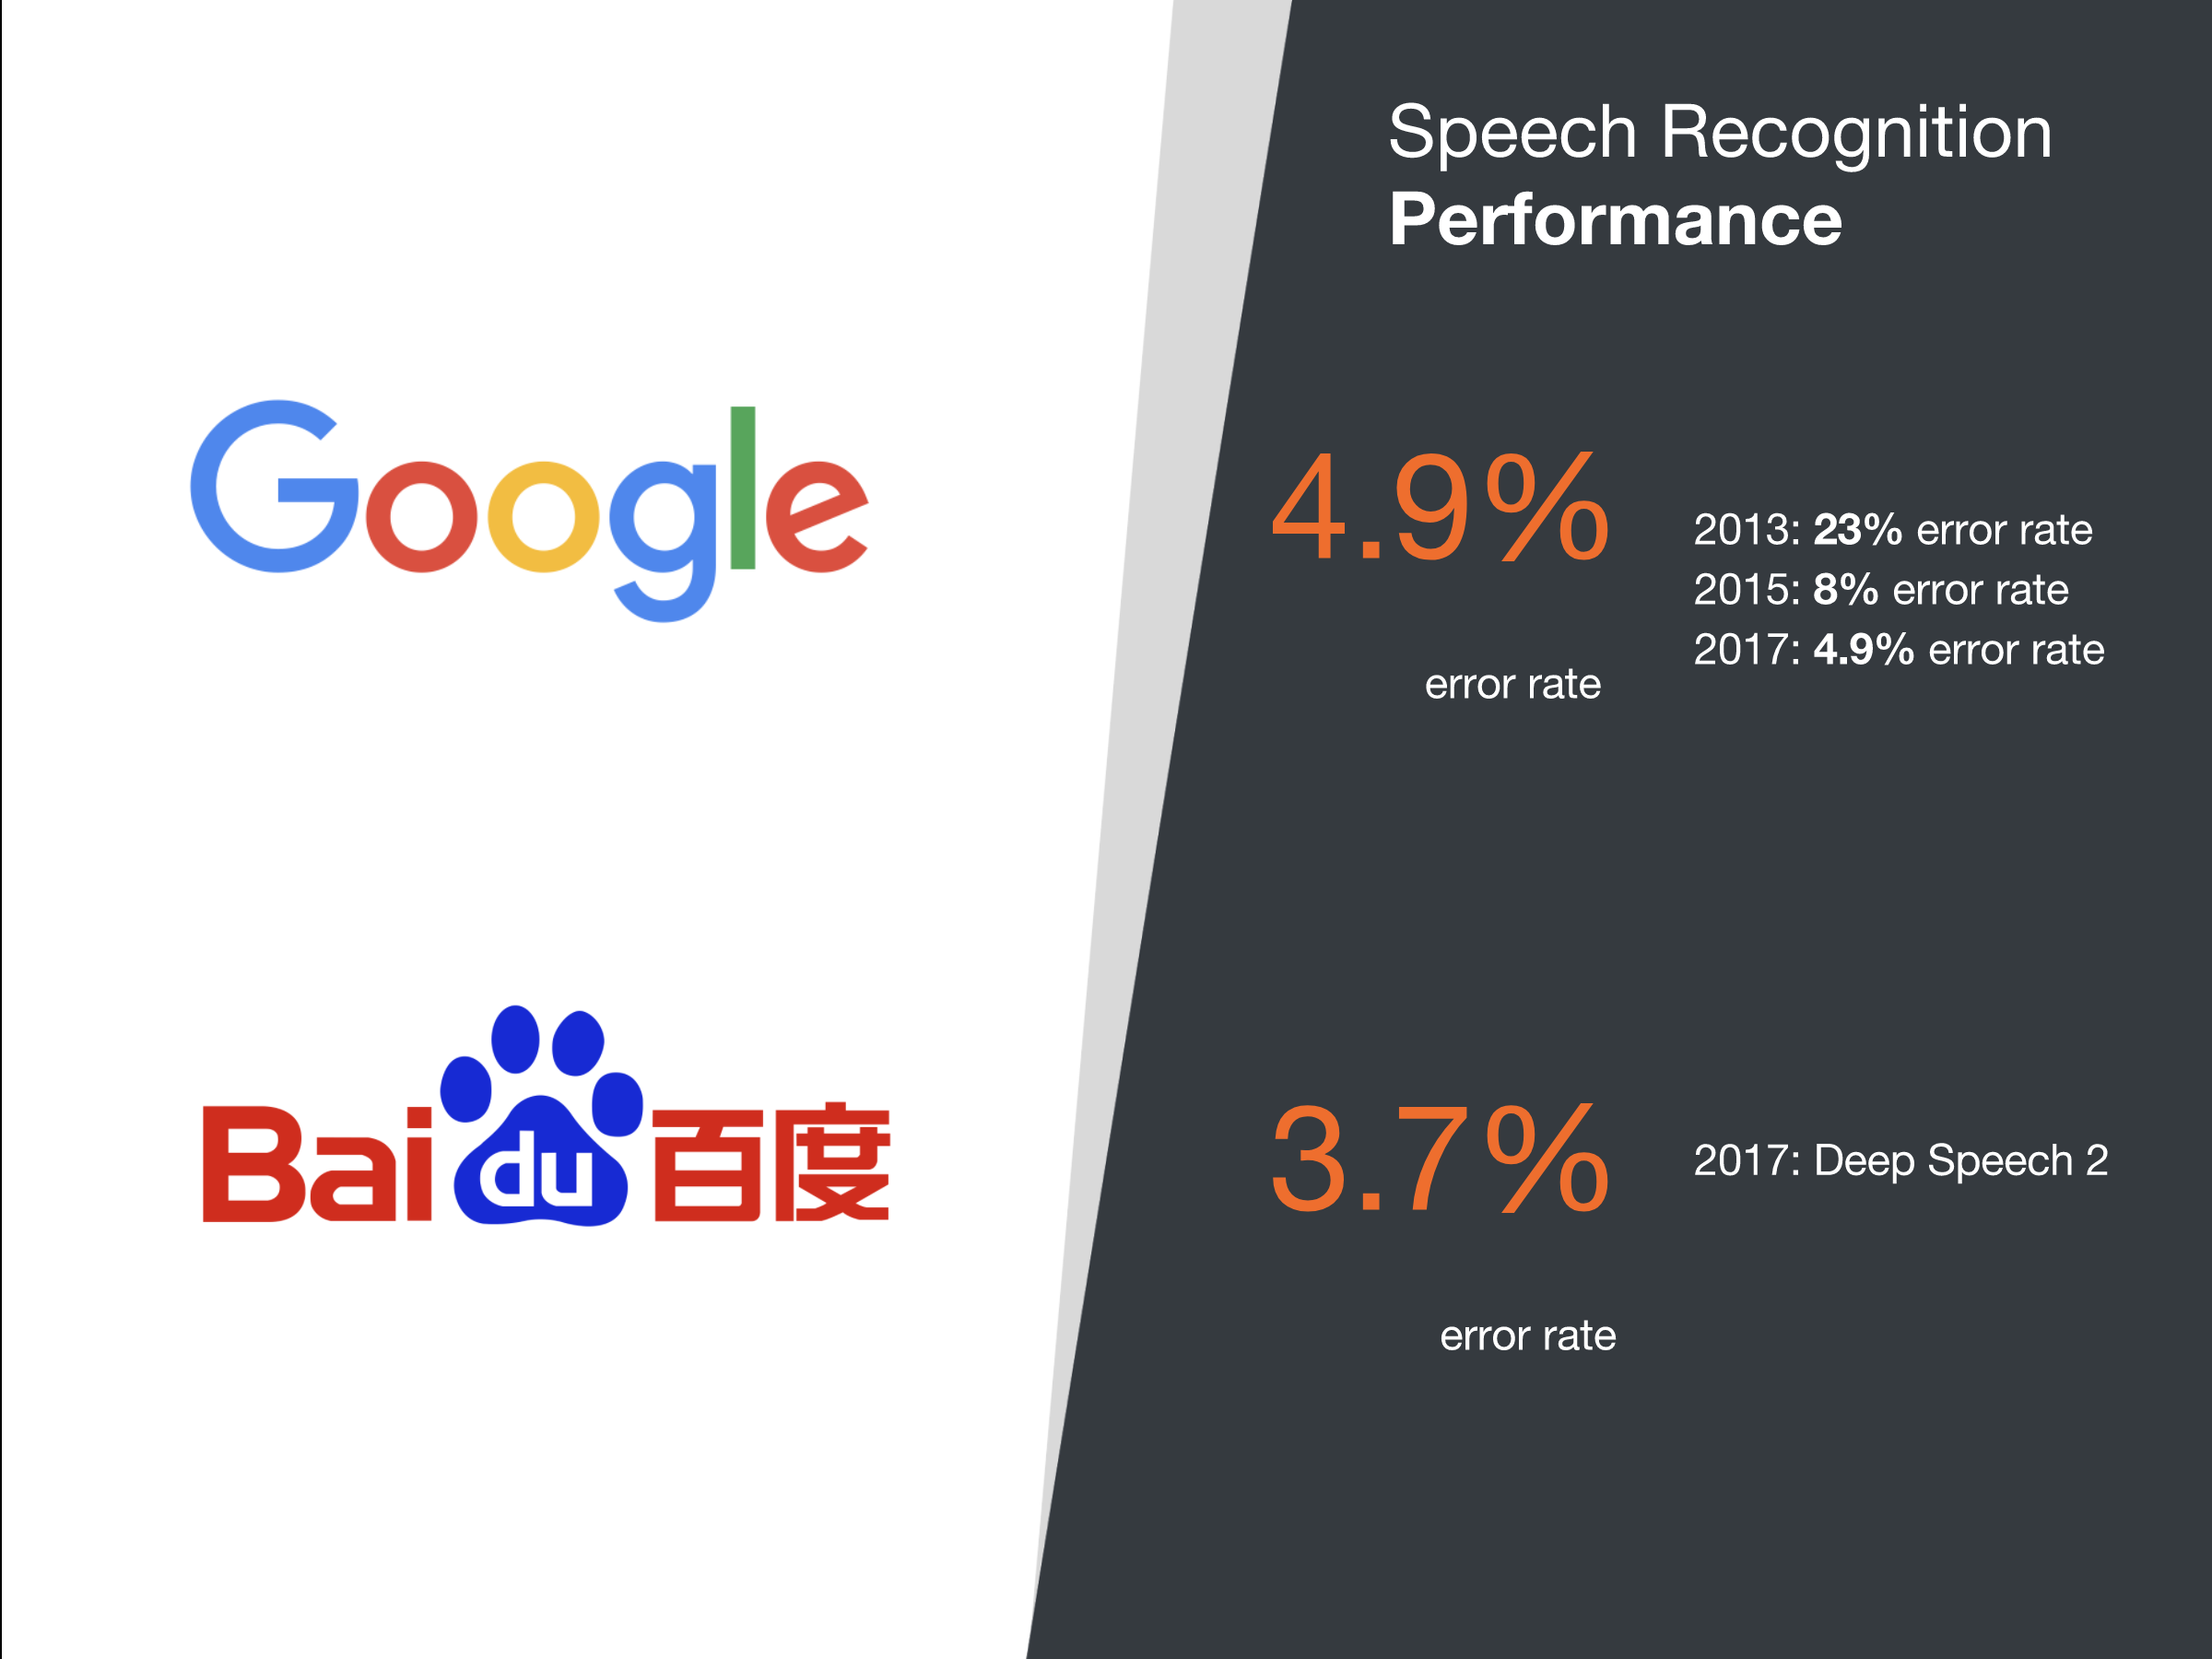 Speech Recognition
Performance
Google
4.9%
error rate
2013: 23% error rate
2015: 8% error rate
2017: 4.9% error rate
Baidu百度
3.7%
error rate
2017: Deep Speech 2